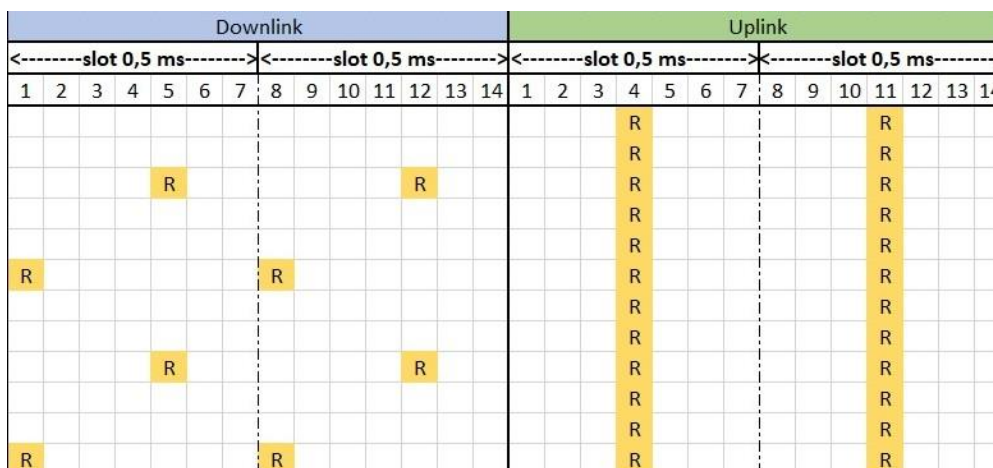 Downlink Uplink
<--------slot 0,5 ms--------><--------slot 0,5 ms--------><--------slot 0,5 ms--------><--------slot 0,5 ms--------
1 2 3 4 5 6 7 8 9 10 11 12 13 14 1 2 3 4 5 6 7 8 9 10 11 12 13 14
R R
R R
R R R R
R R
R R
R R R R
R R
R R
R R R R
R R
R R
R R R R